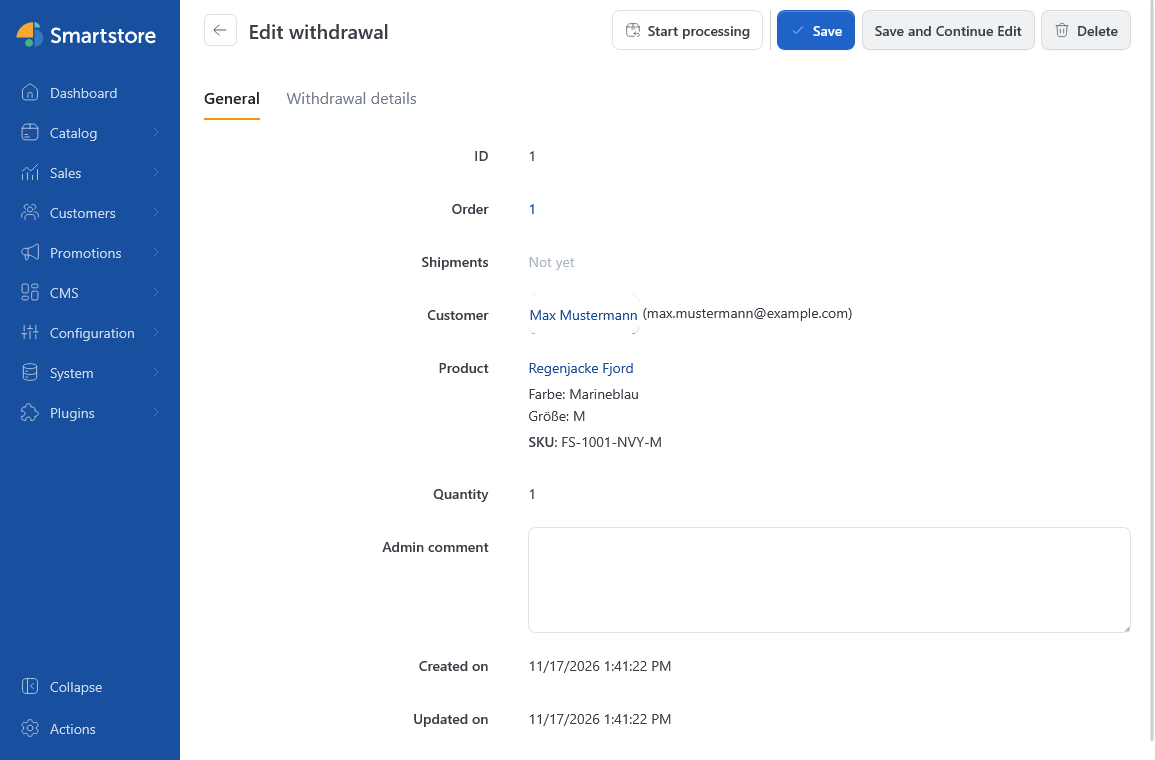 Smartstore
Dashboard
Catalog
Sales
Customers
Promotions
CMS
Configuration
System
Plugins
Collapse
Actions
Edit withdrawal
Start processing
Save
Save and Continue Edit
Delete
General
Withdrawal details
ID 1
Order 1
Shipments Not yet
Customer Max Mustermann (max.mustermann@example.com)
Product Regenjacke Fjord
Farbe: Marineblau
Größe: M
SKU: FS-1001-NVY-M
Quantity 1
Admin comment
Created on 11/17/2026 1:41:22 PM
Updated on 11/17/2026 1:41:22 PM